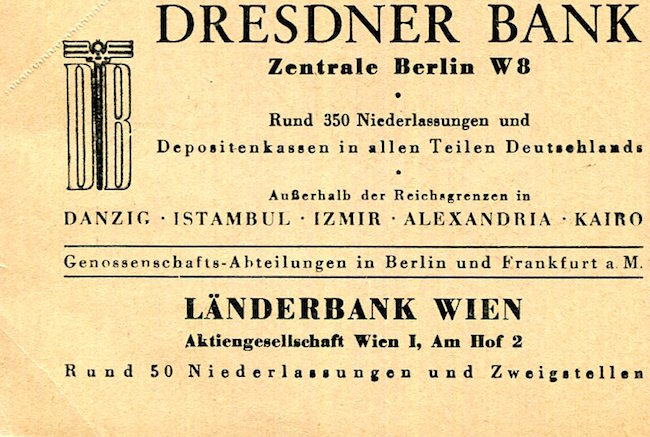 DRESDNER BANK
Zentrale Berlin W 8
Rund 350 Niederlassungen und
Depositenkassen in allen Teilen Deutschlands
Außerhalb der Reichsgrenzen in
DANZIG · ISTAMBUL · IZMIR · ALEXANDRIA · KAIRO
Genossenschafts-Abteilungen in Berlin und Frankfurt a. M.
LÄNDERBANK WIEN
Aktiengesellschaft Wien I, Am Hof 2
Rund 50 Niederlassungen und Zweigstellen
DB